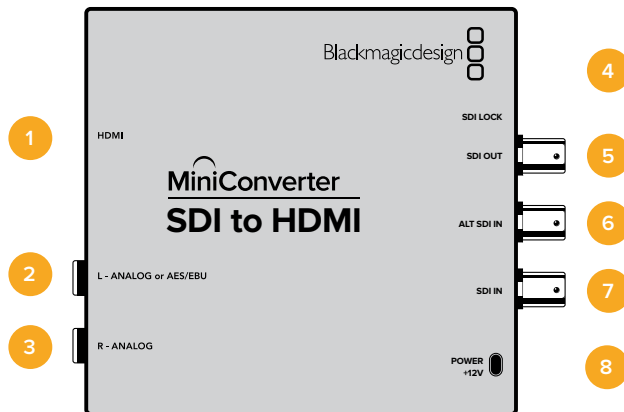 Blackmagicdesign
4
SDI LOCK
1
HDMI
SDI OUT
5
MiniConverter
SDI to HDMI
ALT SDI IN
6
2
L - ANALOG or AES/EBU
SDI IN
7
3
R - ANALOG
POWER
+12V
8